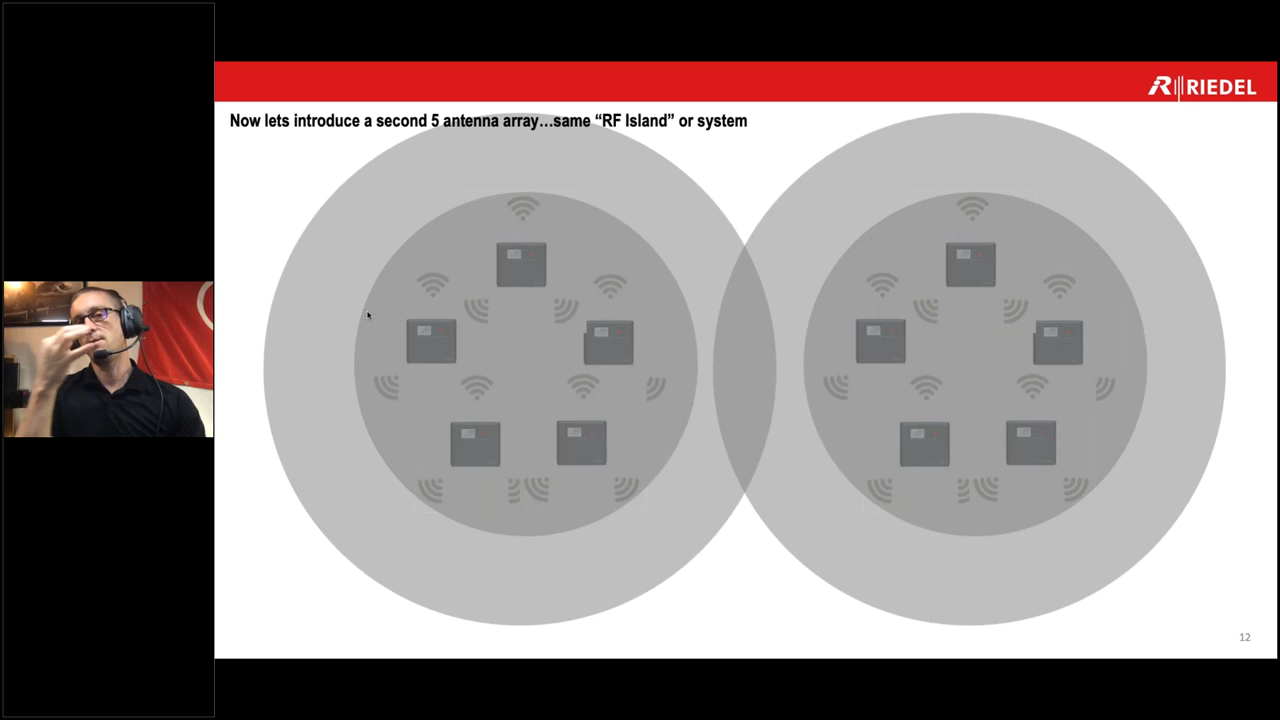 RIEDEL
Now lets introduce a second 5 antenna array…same “RF Island” or system
12